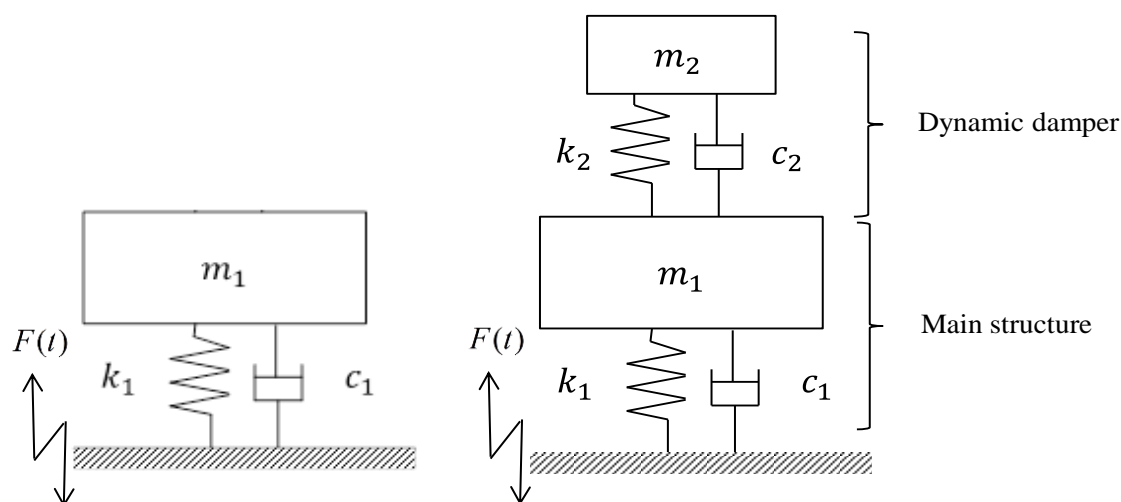 m₁
F(t)
k₁
c₁
m₂
k₂
c₂
Dynamic damper
m₁
Main structure
F(t)
k₁
c₁